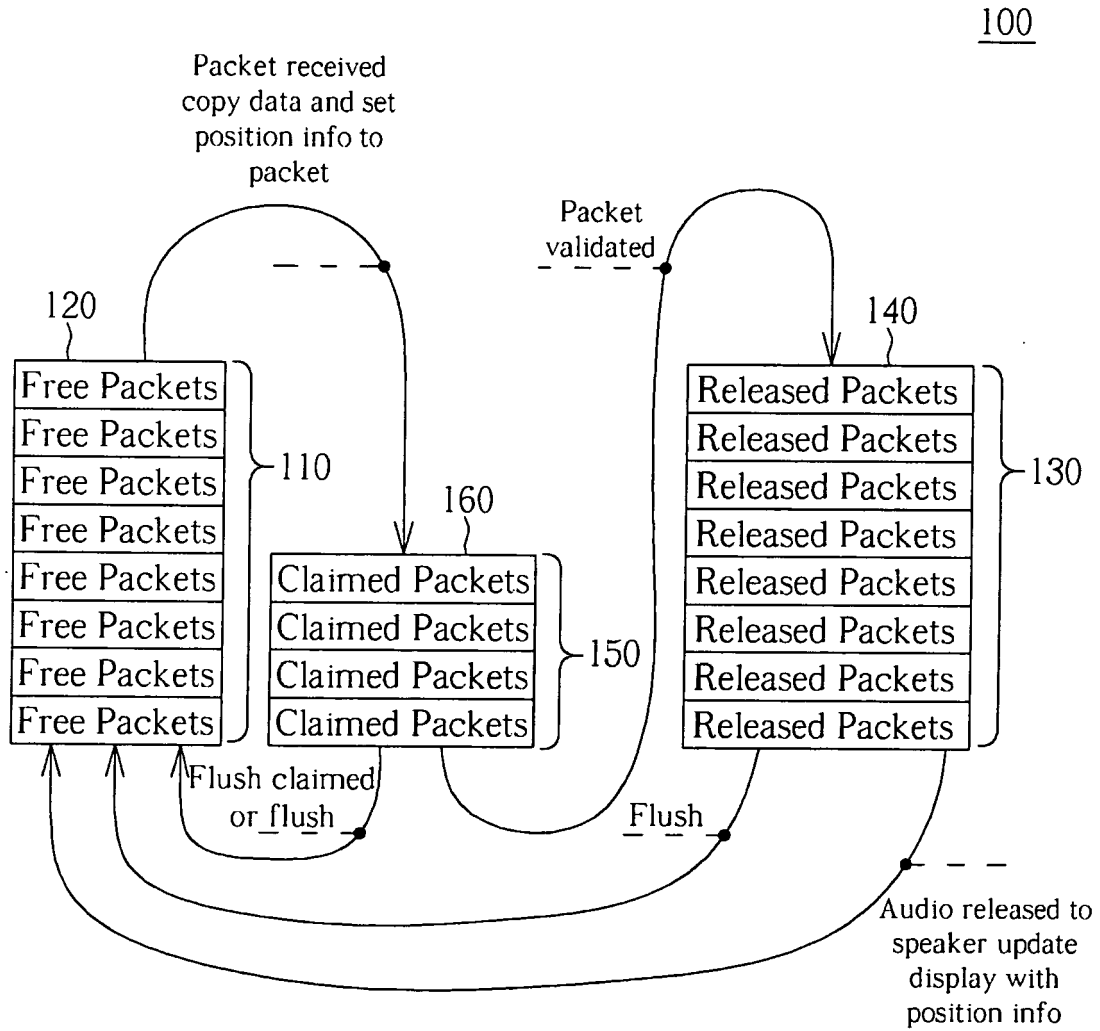 100
Packet received
copy data and set
position info to
packet
Packet
validated
120
140
Free Packets
Free Packets
Free Packets
Free Packets
Free Packets
Free Packets
Free Packets
Free Packets
110
160
Claimed Packets
Claimed Packets
Claimed Packets
Claimed Packets
150
Released Packets
Released Packets
Released Packets
Released Packets
Released Packets
Released Packets
Released Packets
Released Packets
130
Flush claimed
or flush
Flush
Audio released to
speaker update
display with
position info